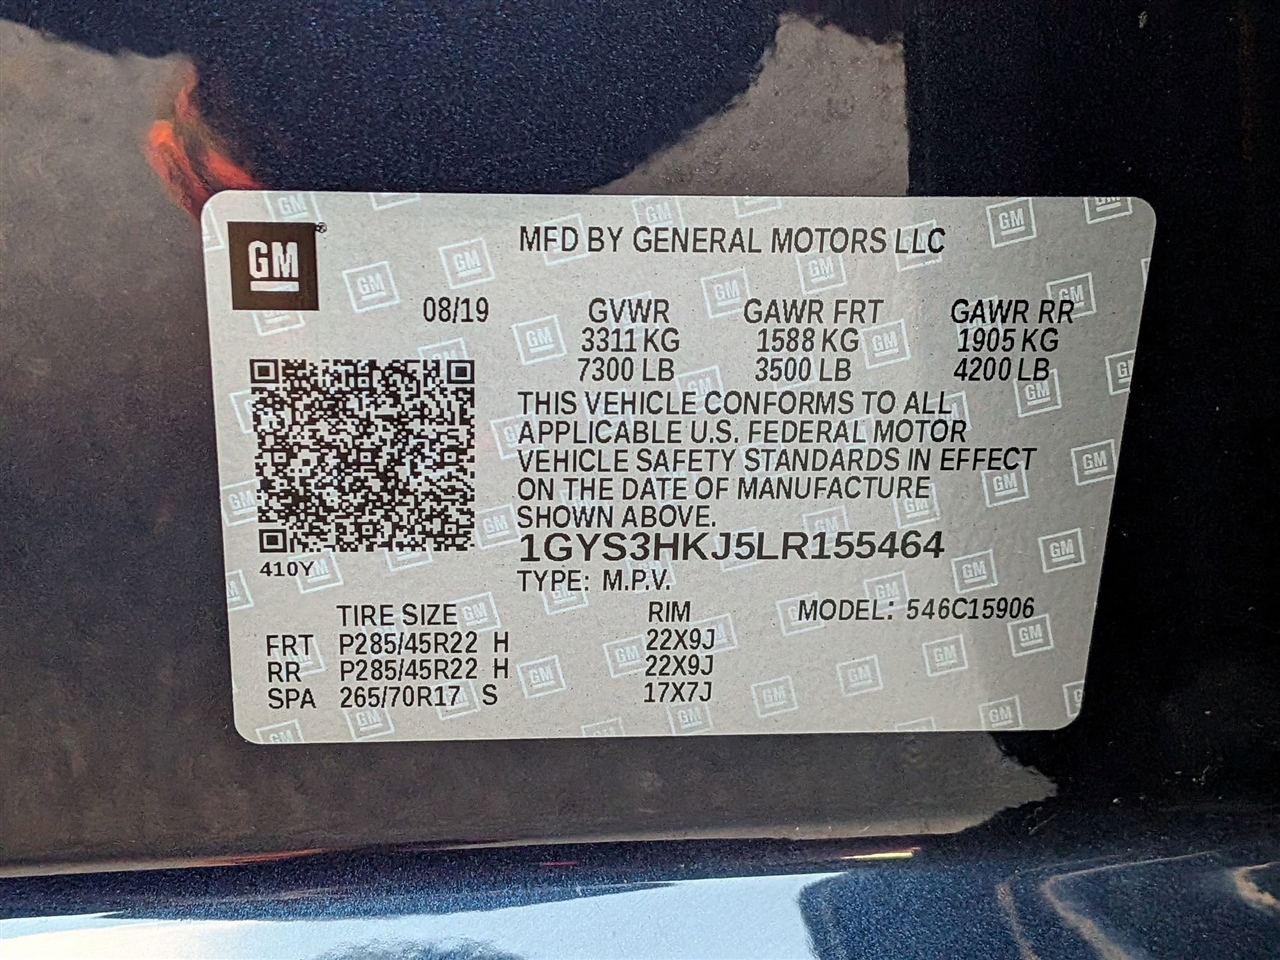 GM
MFD BY GENERAL MOTORS LLC
08/19 GVWR GAWR FRT GAWR RR
3311 KG 1588 KG 1905 KG
7300 LB 3500 LB 4200 LB
THIS VEHICLE CONFORMS TO ALL
APPLICABLE U.S. FEDERAL MOTOR
VEHICLE SAFETY STANDARDS IN EFFECT
ON THE DATE OF MANUFACTURE
SHOWN ABOVE.
1GYS3HKJ5LR155464
410Y
TYPE: M.P.V.
TIRE SIZE RIM MODEL: 546C15906
FRT P285/45R22 H 22X9J
RR P285/45R22 H 22X9J
SPA 265/70R17 S 17X7J